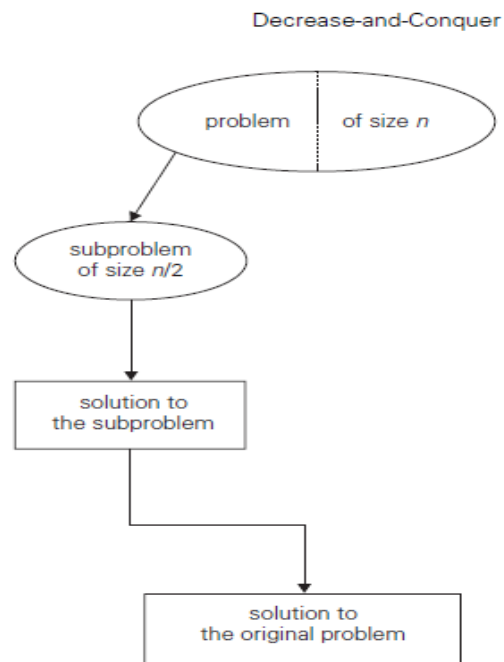 Decrease-and-Conquer
problem of size n
subproblem
of size n/2
solution to
the subproblem
solution to
the original problem